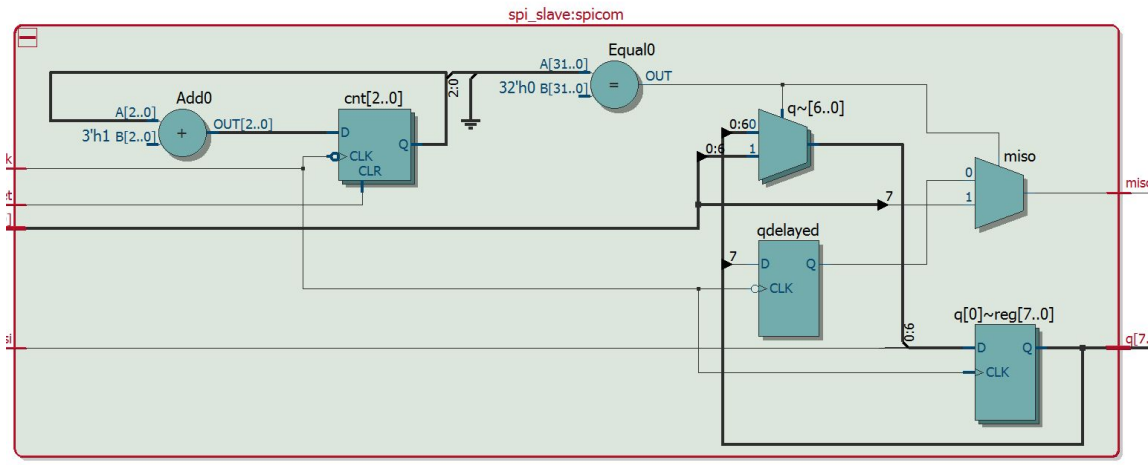 spi_slave:spicom
Equal0
A[31..0]
OUT
32'h0 B[31..0]
=
Add0
cnt[2..0]
2:0
A[2..0]
3'h1 B[2..0]
+
OUT[2..0]
D
Q
CLK
CLR
q~[6..0]
0:6
0
0:6
1
miso
0
1
7
k
miso
]
qdelayed
7
D
Q
CLK
0:6
q[0]~reg[7..0]
D
Q
CLK
si
q[7.